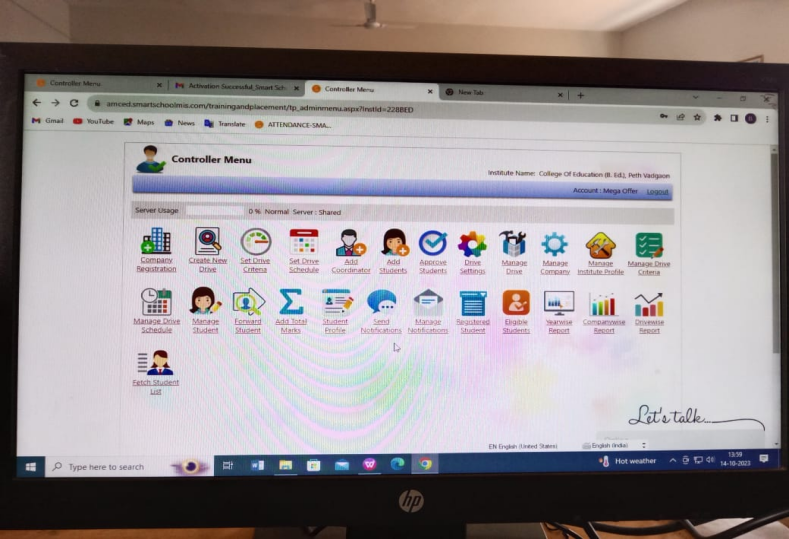 Controller Menu
Activation Successful_Smart Sch
Controller Menu
New Tab
amced.smartschoolmis.com/trainingandplacement/tp_adminmenu.aspx?InstId=228BED
Gmail YouTube Maps News Translate ATTENDANCE-SMA...
Controller Menu
Institute Name: College Of Education (B. Ed.), Peth Vadgaon
Account : Mega Offer Logout
Server Usage 0 % Normal Server : Shared
Company Registration
Create New Drive
Set Drive Criteria
Set Drive Schedule
Add Coordinator
Add Students
Approve Students
Drive Settings
Manage Drive
Manage Company
Manage Institute Profile
Manage Drive Criteria
Manage Drive Schedule
Manage Student
Forward Student
Add Total Marks
Student Profile
Send Notifications
Manage Notifications
Registered Student
Eligible Students
Yearwise Report
Companywise Report
Drivewise Report
Fetch Student List
Let's talk...
EN English (United States)
English (India)
Type here to search
Hot weather
13:59
14-10-2023
hp